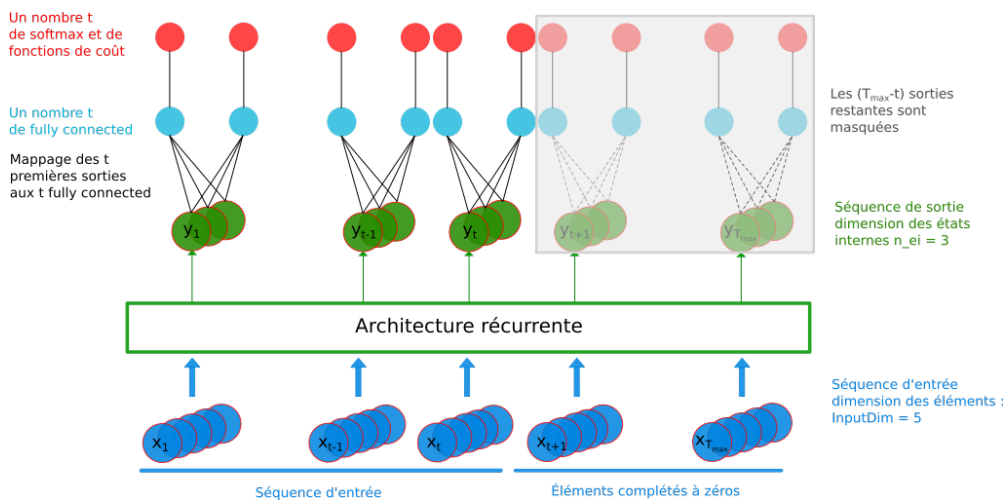 Un nombre t
de softmax et de
fonctions de coût
Un nombre t
de fully connected
Mappage des t
premières sorties
aux t fully connected
Les (Tmax-t) sorties
restantes sont
masquées
y1
yt-1
yt
yt+1
yTmax
Séquence de sortie
dimension des états
internes n_ei = 3
Architecture récurrente
x1
xt-1
xt
xt+1
xTmax
Séquence d'entrée
dimension des éléments :
InputDim = 5
Séquence d'entrée
Éléments complétés à zéros